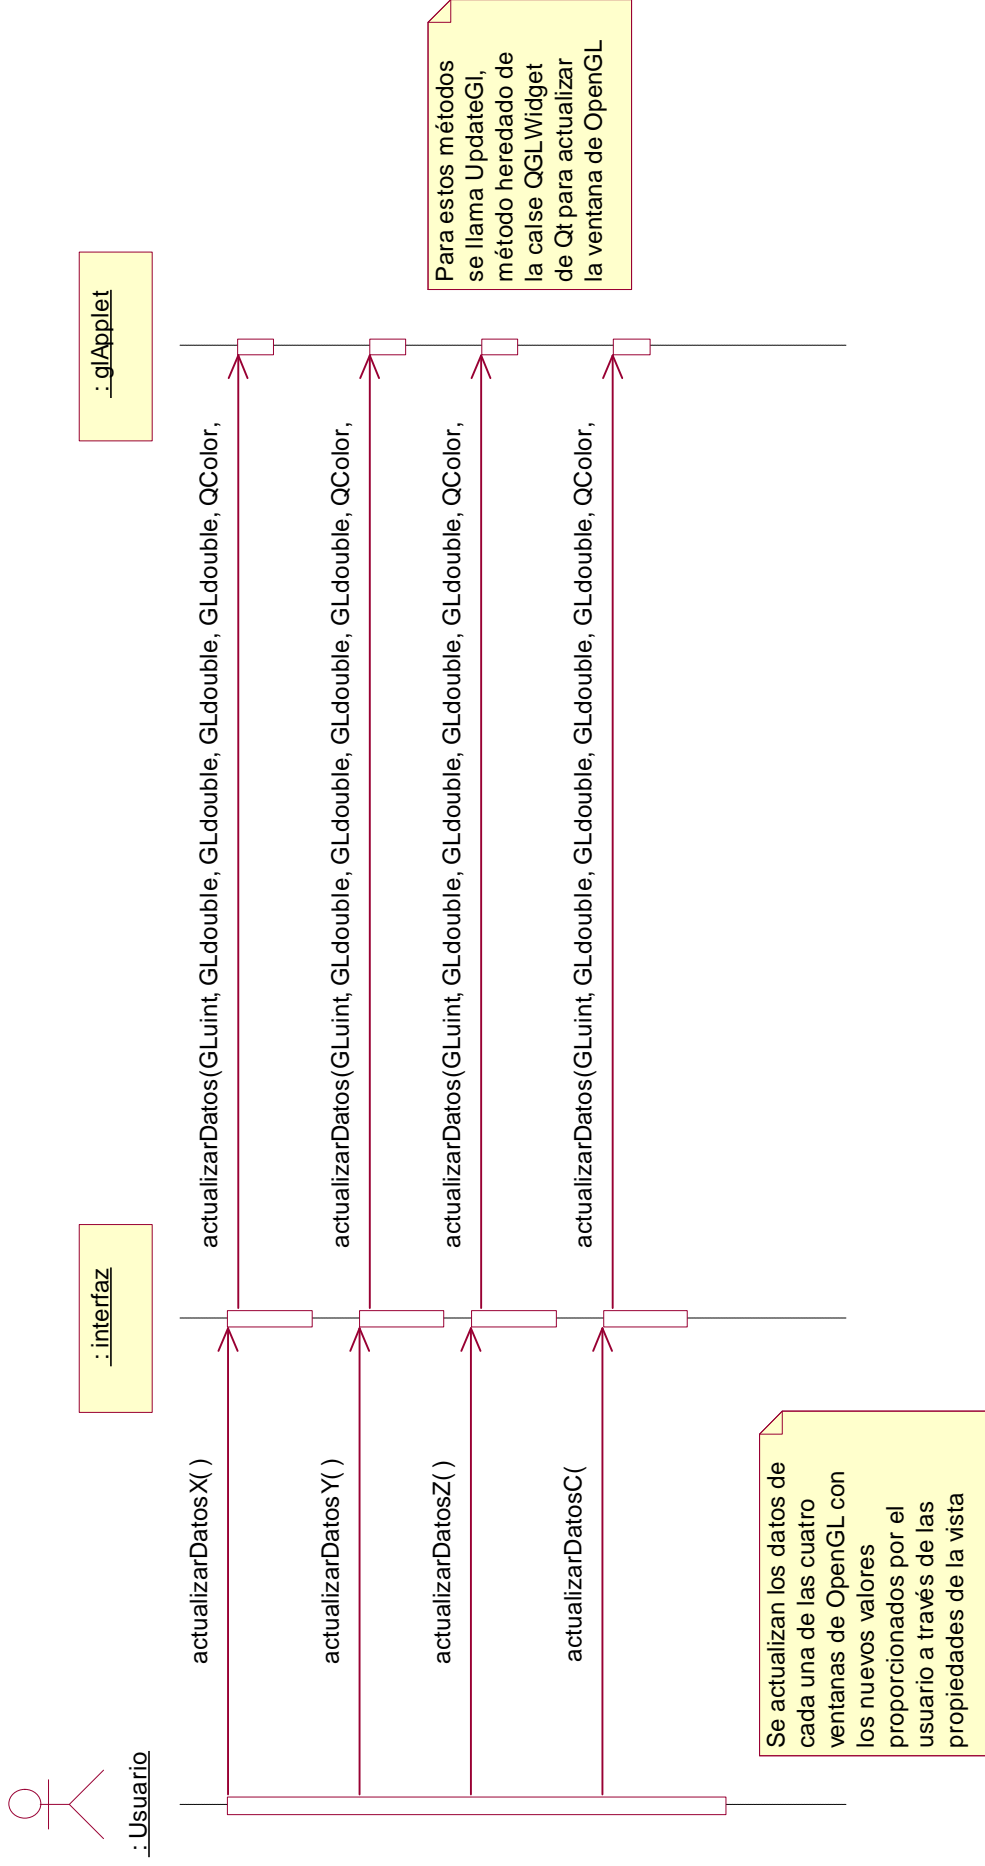 : Usuario
: interfaz
: glApplet
actualizarDatosX( )
actualizarDatos(GLuint, GLdouble, GLdouble, GLdouble, GLdouble, QColor,
actualizarDatosY( )
actualizarDatos(GLuint, GLdouble, GLdouble, GLdouble, GLdouble, QColor,
actualizarDatosZ( )
actualizarDatos(GLuint, GLdouble, GLdouble, GLdouble, GLdouble, QColor,
actualizarDatosC(
actualizarDatos(GLuint, GLdouble, GLdouble, GLdouble, GLdouble, QColor,
Para estos métodos
se llama UpdateGl,
método heredado de
la calse QGLWidget
de Qt para actualizar
la ventana de OpenGL
Se actualizan los datos de
cada una de las cuatro
ventanas de OpenGL con
los nuevos valores
proporcionados por el
usuario a través de las
propiedades de la vista